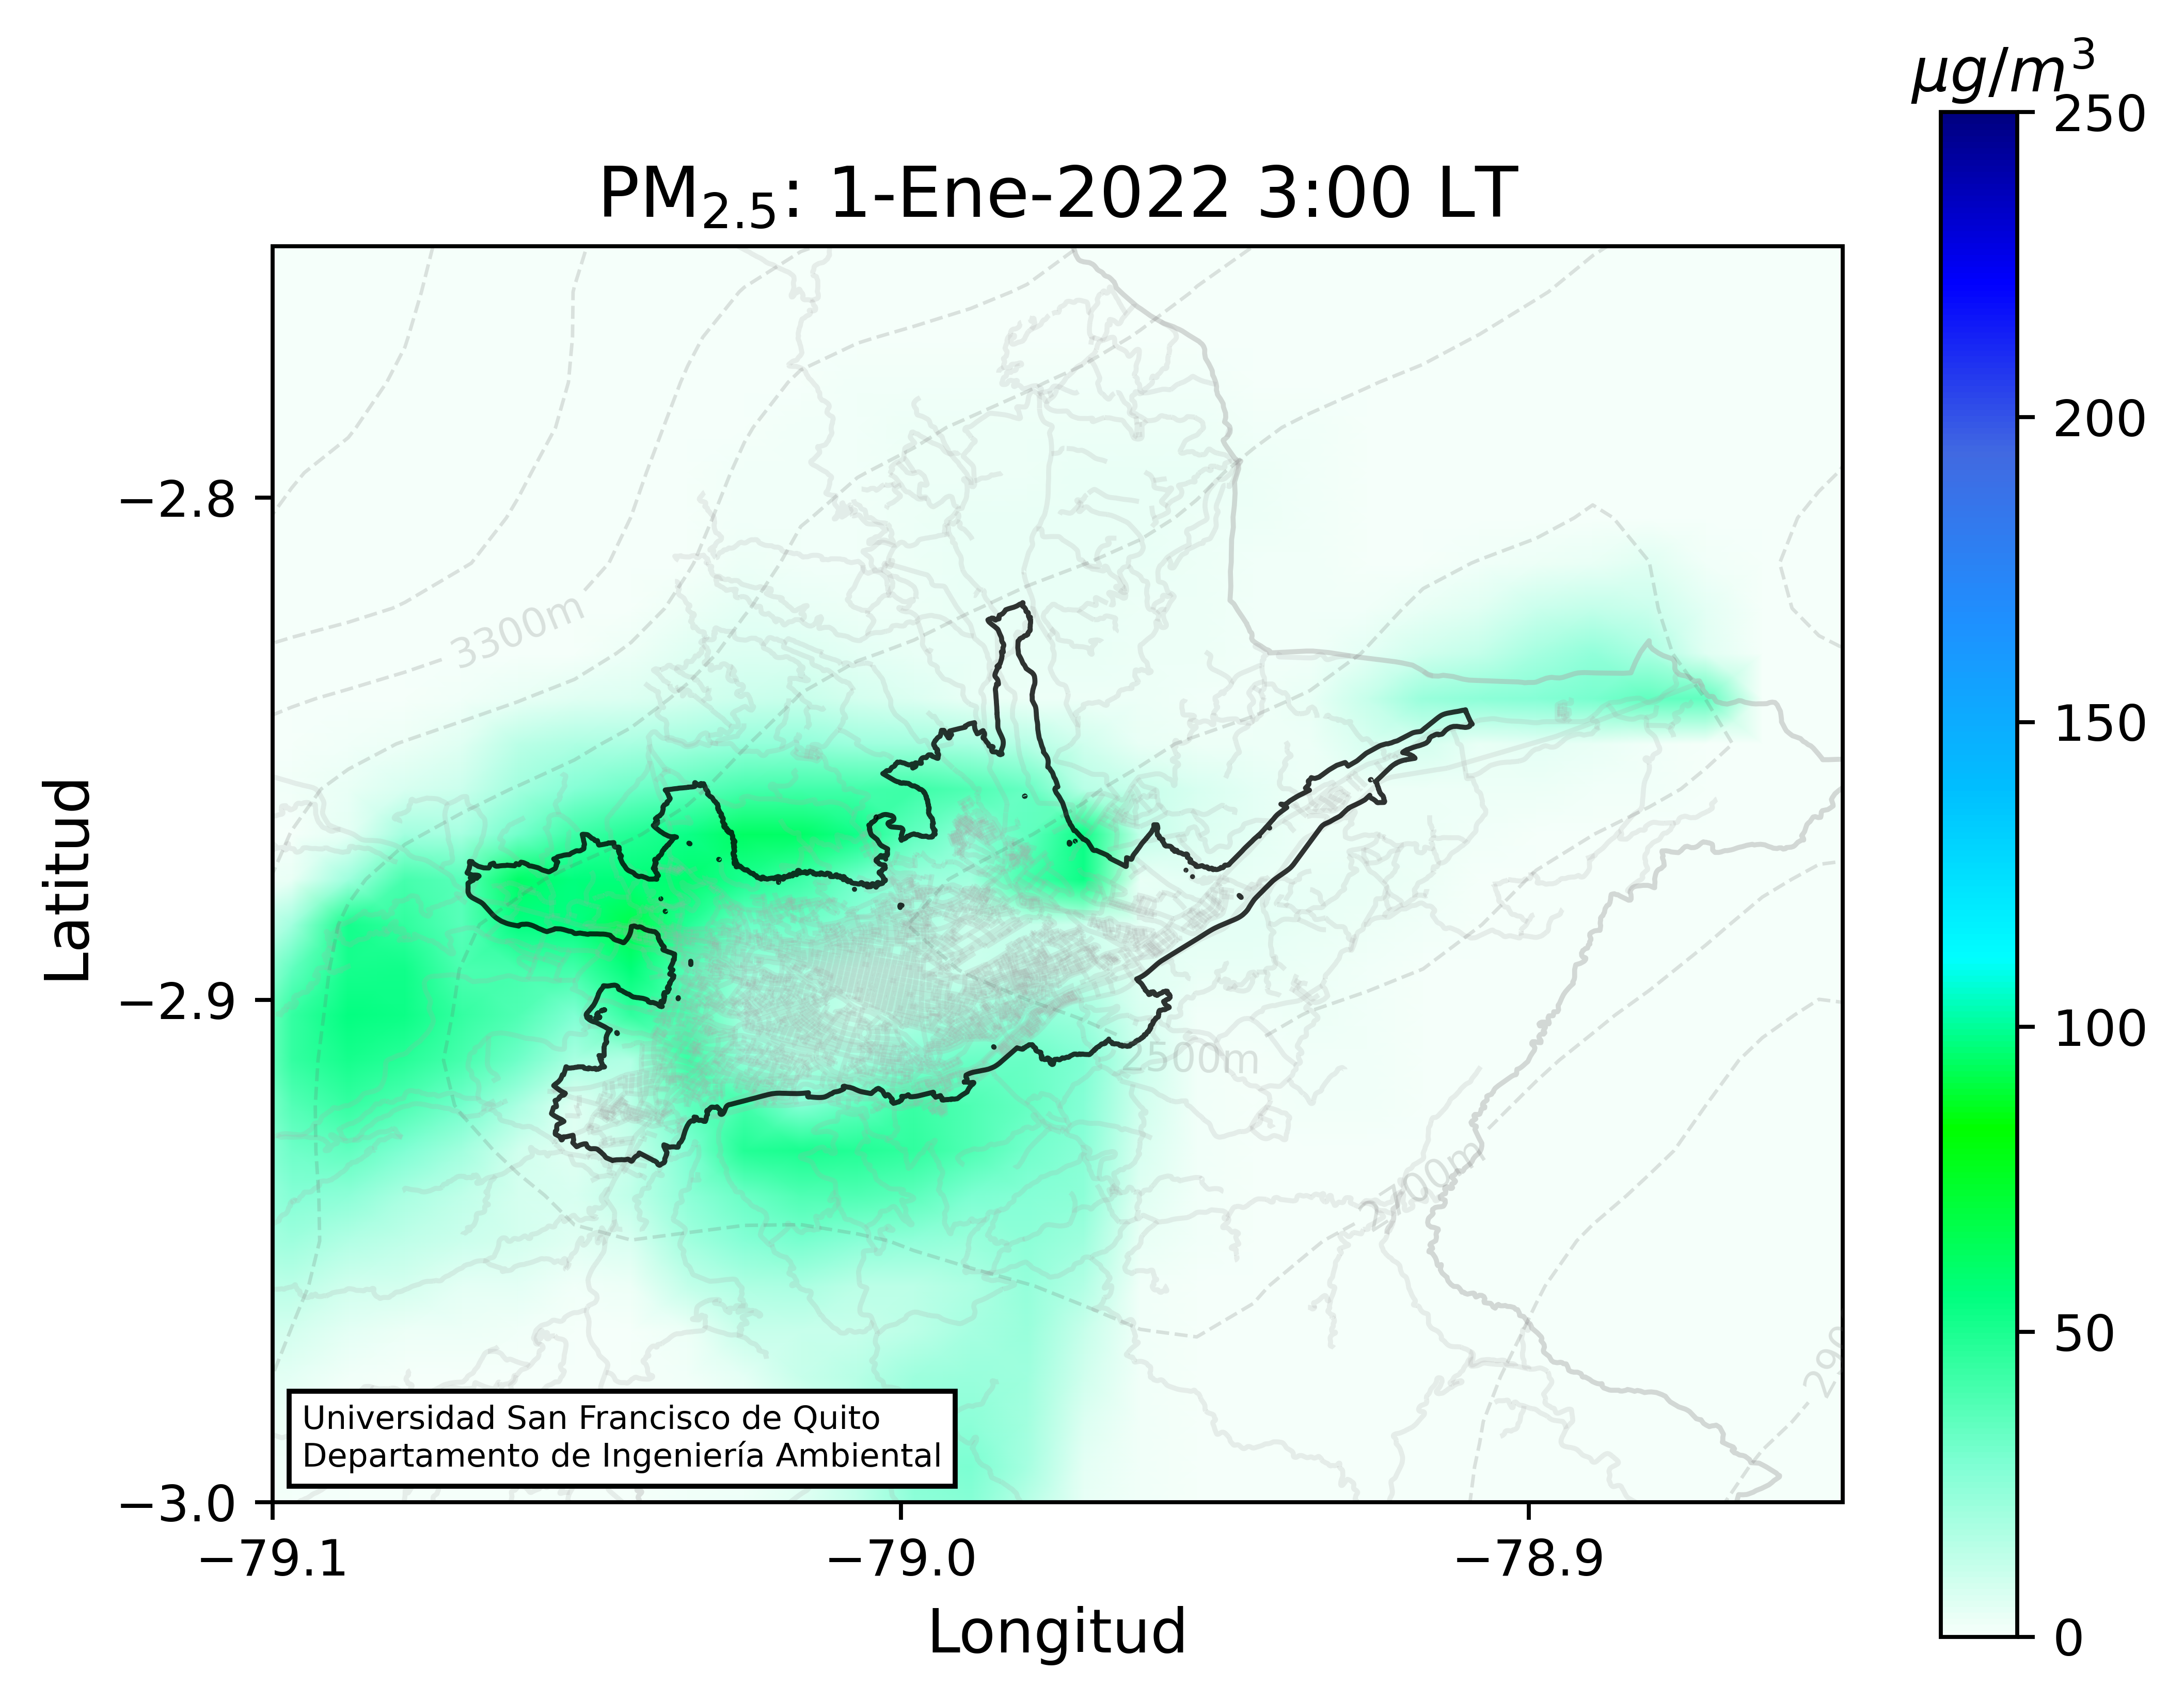 μg/m³
PM₂.₅: 1-Ene-2022 3:00 LT
250
200
150
100
50
0
Latitud
−2.8
−2.9
−3.0
3300m
2500m
2700m
290
Universidad San Francisco de Quito
Departamento de Ingeniería Ambiental
−79.1
−79.0
−78.9
Longitud